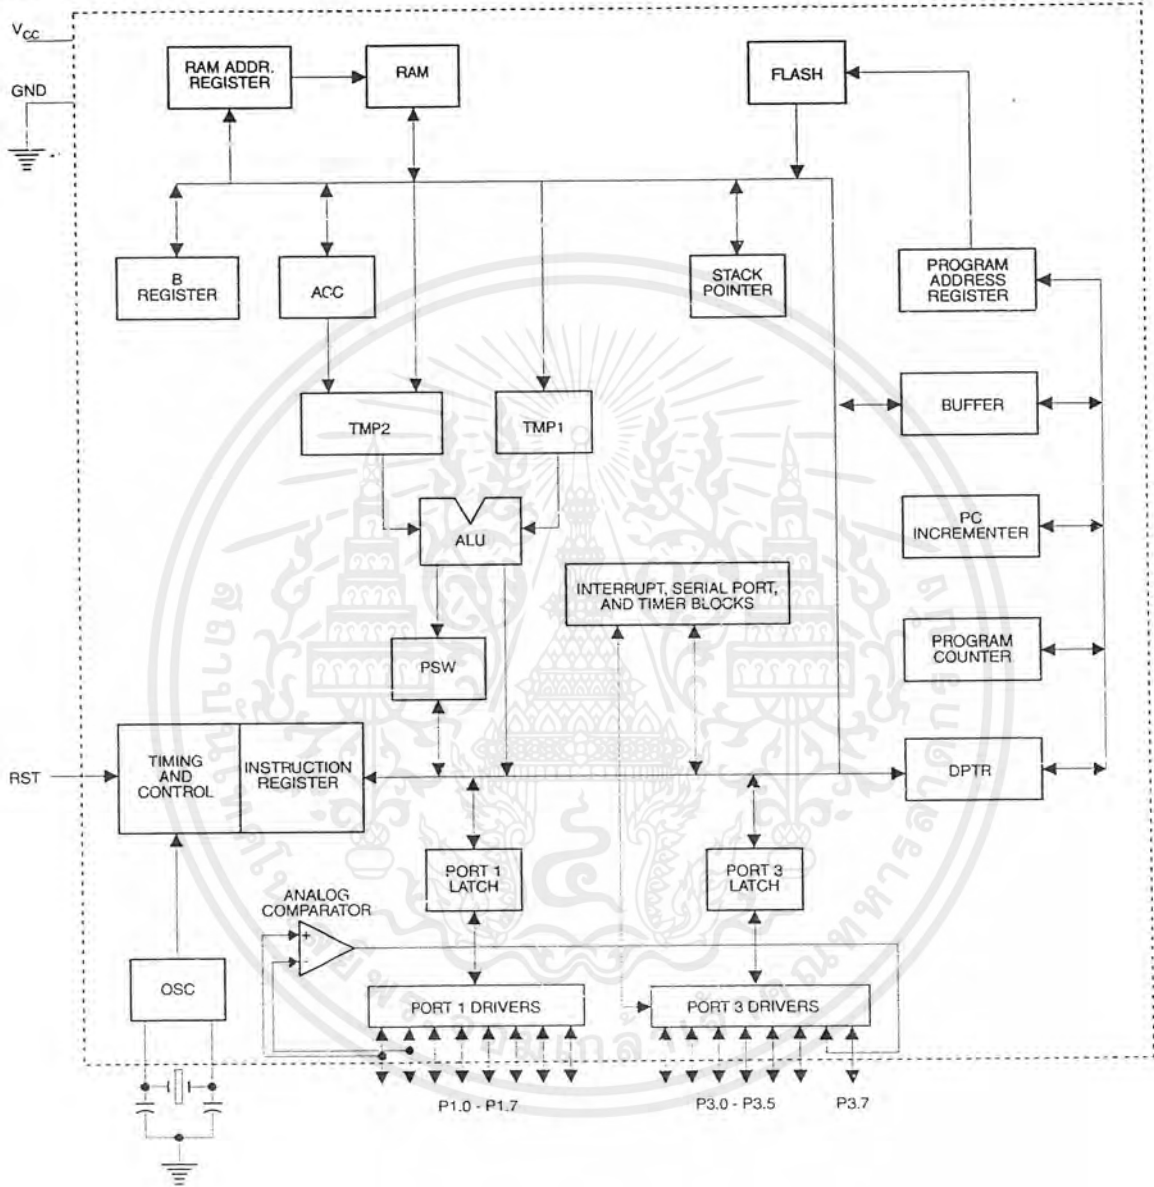 VCC
GND
RAM ADDR.
REGISTER
RAM
FLASH
B
REGISTER
ACC
STACK
POINTER
PROGRAM
ADDRESS
REGISTER
TMP2
TMP1
BUFFER
ALU
PC
INCREMENTER
INTERRUPT, SERIAL PORT,
AND TIMER BLOCKS
PSW
PROGRAM
COUNTER
RST
TIMING
AND
CONTROL
INSTRUCTION
REGISTER
DPTR
PORT 1
LATCH
PORT 3
LATCH
ANALOG
COMPARATOR
+
-
OSC
PORT 1 DRIVERS
PORT 3 DRIVERS
P1.0 - P1.7
P3.0 - P3.5
P3.7